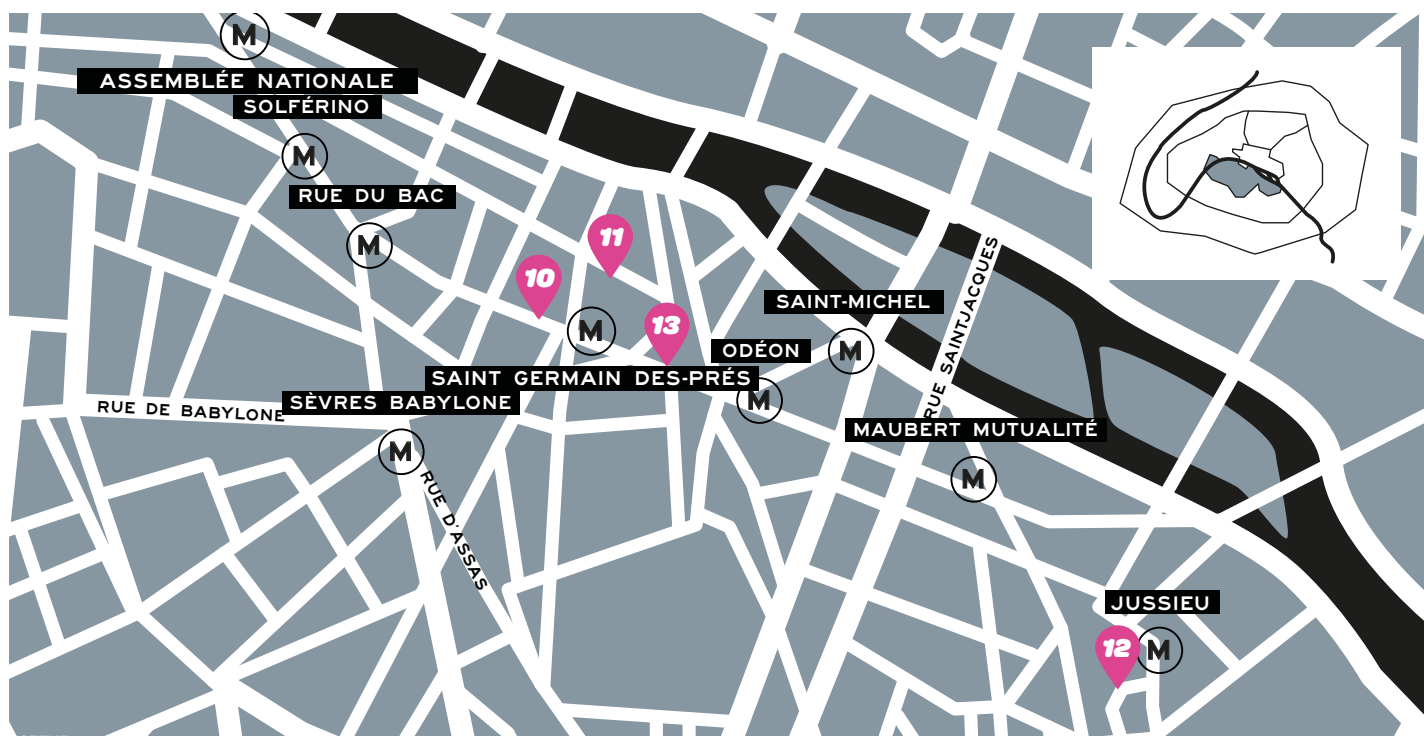 M
ASSEMBLÉE NATIONALE
SOLFÉRINO
M
RUE DU BAC
M
11
10
M
13
SAINT-MICHEL
M
ODÉON
M
SAINT GERMAIN DES-PRÉS
SÈVRES BABYLONE
RUE DE BABYLONE
M
RUE D'ASSAS
RUE SAINTJACQUES
MAUBERT MUTUALITÉ
M
JUSSIEU
12
M